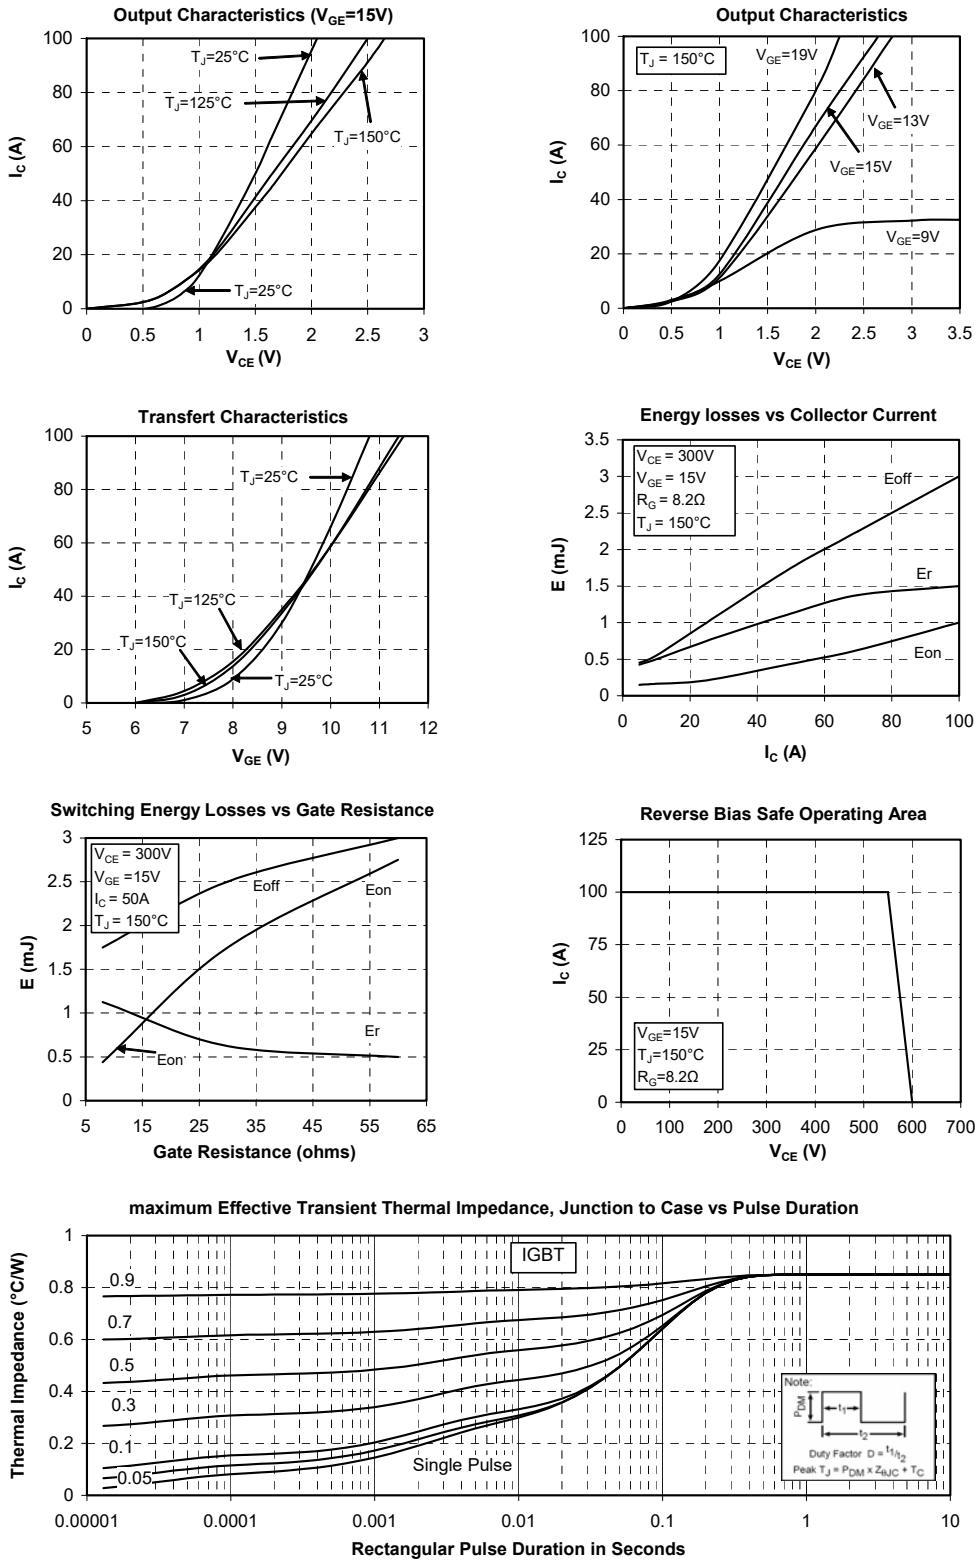 Output Characteristics (VGE=15V)
100
80
60
40
20
0
IC (A)
TJ=25°C
TJ=125°C
TJ=150°C
TJ=25°C
0 0.5 1 1.5 2 2.5 3
VCE (V)
Output Characteristics
100
80
60
40
20
0
IC (A)
TJ = 150°C
VGE=19V
VGE=13V
VGE=15V
VGE=9V
0 0.5 1 1.5 2 2.5 3 3.5
VCE (V)
Transfert Characteristics
100
80
60
40
20
0
IC (A)
TJ=25°C
TJ=125°C
TJ=150°C
TJ=25°C
5 6 7 8 9 10 11 12
VGE (V)
Energy losses vs Collector Current
3.5
3
2.5
2
1.5
1
0.5
0
E (mJ)
VCE = 300V
VGE = 15V
RG = 8.2Ω
TJ = 150°C
Eoff
Er
Eon
0 20 40 60 80 100
IC (A)
Switching Energy Losses vs Gate Resistance
3
2.5
2
1.5
1
0.5
0
E (mJ)
VCE = 300V
VGE =15V
IC = 50A
TJ = 150°C
Eoff
Eon
Er
Eon
5 15 25 35 45 55 65
Gate Resistance (ohms)
Reverse Bias Safe Operating Area
125
100
75
50
25
0
IC (A)
VGE=15V
TJ=150°C
RG=8.2Ω
0 100 200 300 400 500 600 700
VCE (V)
maximum Effective Transient Thermal Impedance, Junction to Case vs Pulse Duration
1
0.8
0.6
0.4
0.2
0
Thermal Impedance (°C/W)
IGBT
0.9
0.7
0.5
0.3
0.1
0.05
Single Pulse
Note:
PDM
t1
t2
Duty Factor D = t1/t2
Peak TJ = PDM x ZθJC + TC
0.00001 0.0001 0.001 0.01 0.1 1 10
Rectangular Pulse Duration in Seconds